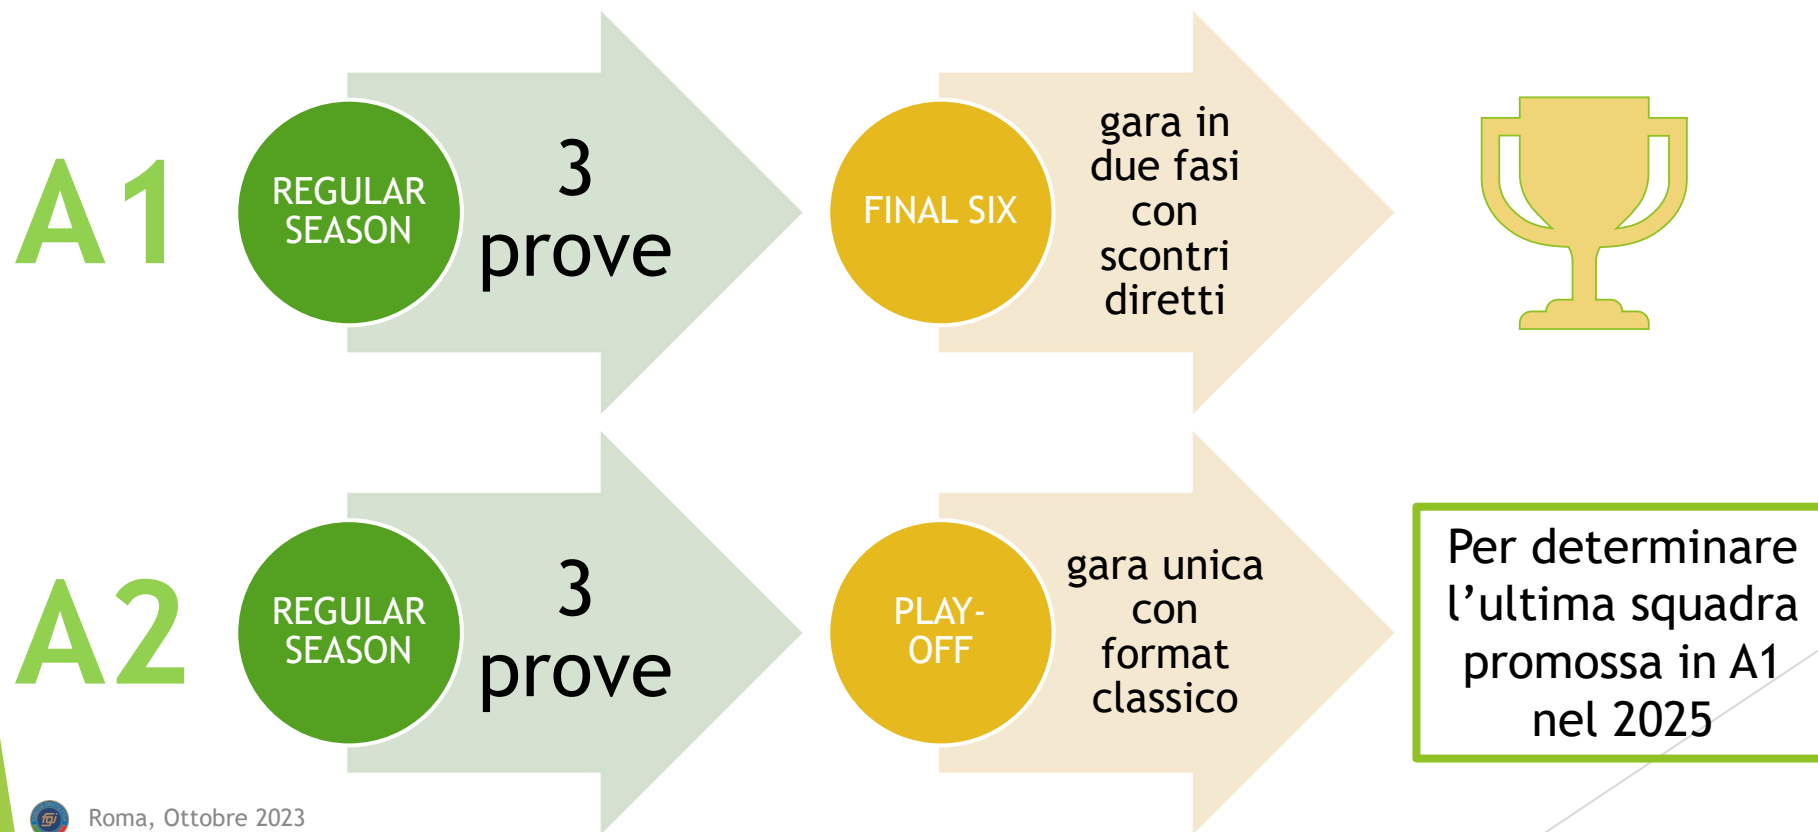 A1
REGULAR
SEASON
3
prove
FINAL SIX
gara in
due fasi
con
scontri
diretti
A2
REGULAR
SEASON
3
prove
PLAY-
OFF
gara unica
con
format
classico
Per determinare
l’ultima squadra
promossa in A1
nel 2025
fgi
Roma, Ottobre 2023